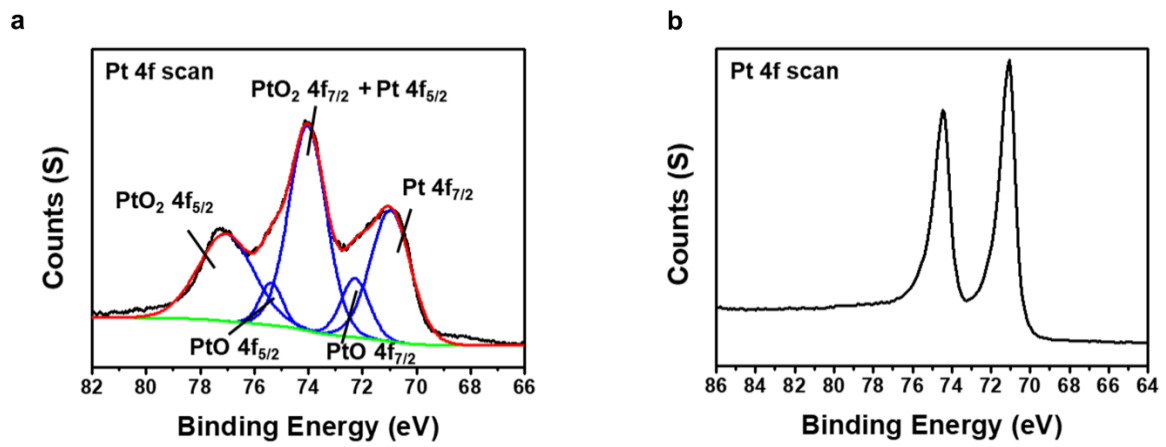 a
Pt 4f scan
PtO₂ 4f₇/₂ + Pt 4f₅/₂
PtO₂ 4f₅/₂
Pt 4f₇/₂
PtO 4f₅/₂
PtO 4f₇/₂
Counts (S)
82 80 78 76 74 72 70 68 66
Binding Energy (eV)
b
Pt 4f scan
Counts (S)
86 84 82 80 78 76 74 72 70 68 66 64
Binding Energy (eV)